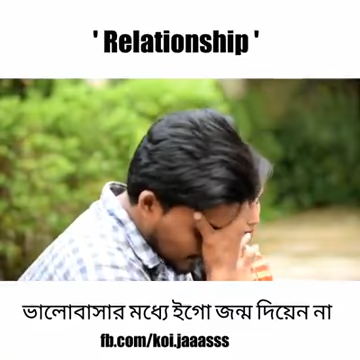 ' Relationship '
ভালোবাসার মধ্যে ইগো জন্ম দিয়েন না
fb.com/koi.jaaasss